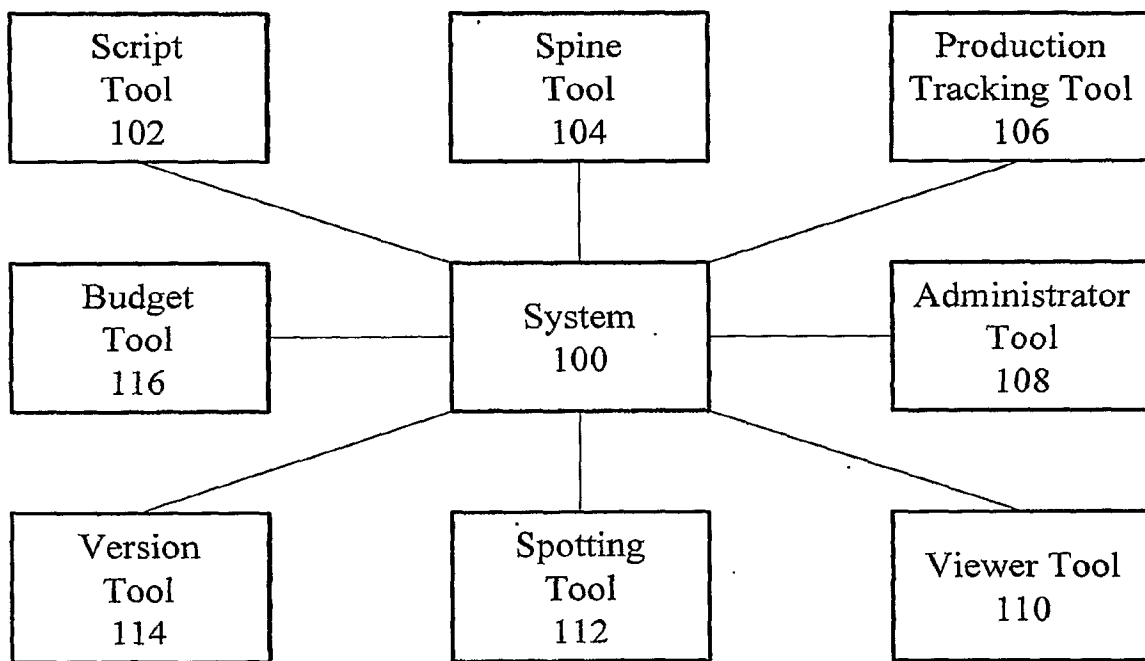 Script
Tool
102
Spine
Tool
104
Production
Tracking Tool
106
Budget
Tool
116
System
100
Administrator
Tool
108
Version
Tool
114
Spotting
Tool
112
Viewer Tool
110